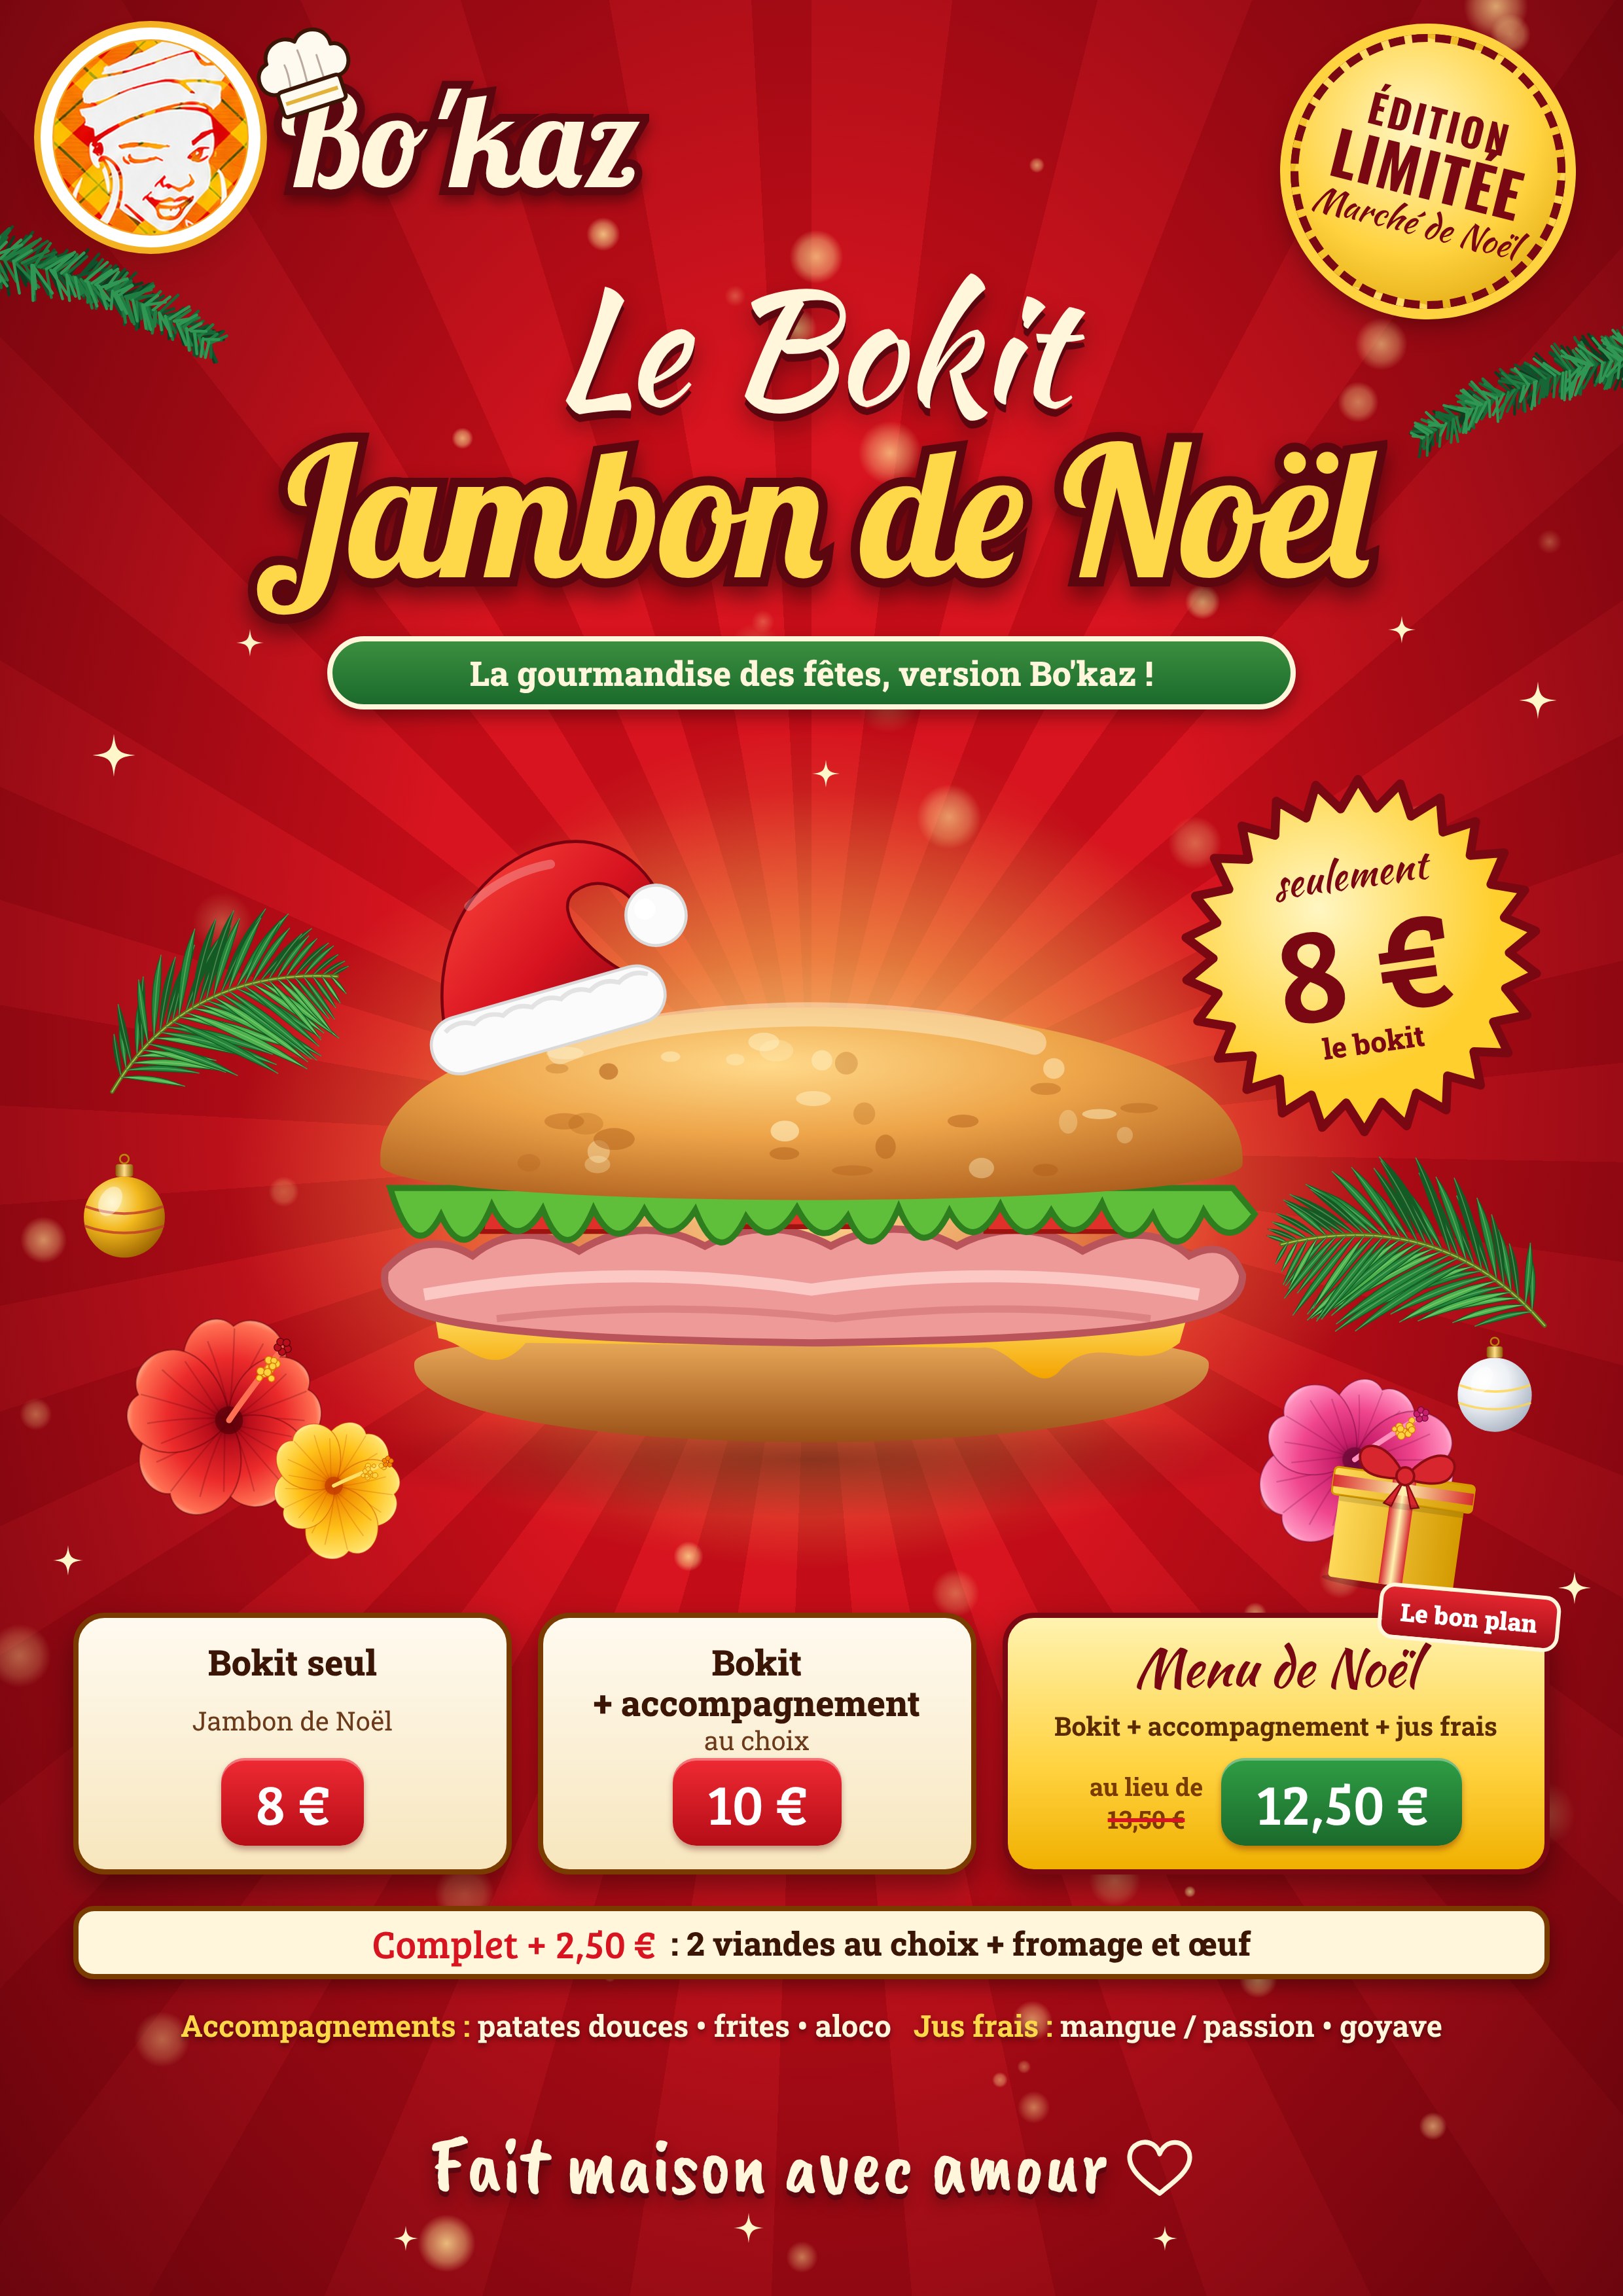 Bo'kaz
ÉDITION
LIMITÉE
Marché de Noël
Le Bokit
Jambon de Noël
La gourmandise des fêtes, version Bo'kaz !
seulement
8 €
le bokit
Le bon plan
Bokit seul
Jambon de Noël
8 €
Bokit
+ accompagnement
au choix
10 €
Menu de Noël
Bokit + accompagnement + jus frais
au lieu de
13,50 €
12,50 €
Complet + 2,50 € : 2 viandes au choix + fromage et œuf
Accompagnements : patates douces • frites • aloco Jus frais : mangue / passion • goyave
Fait maison avec amour